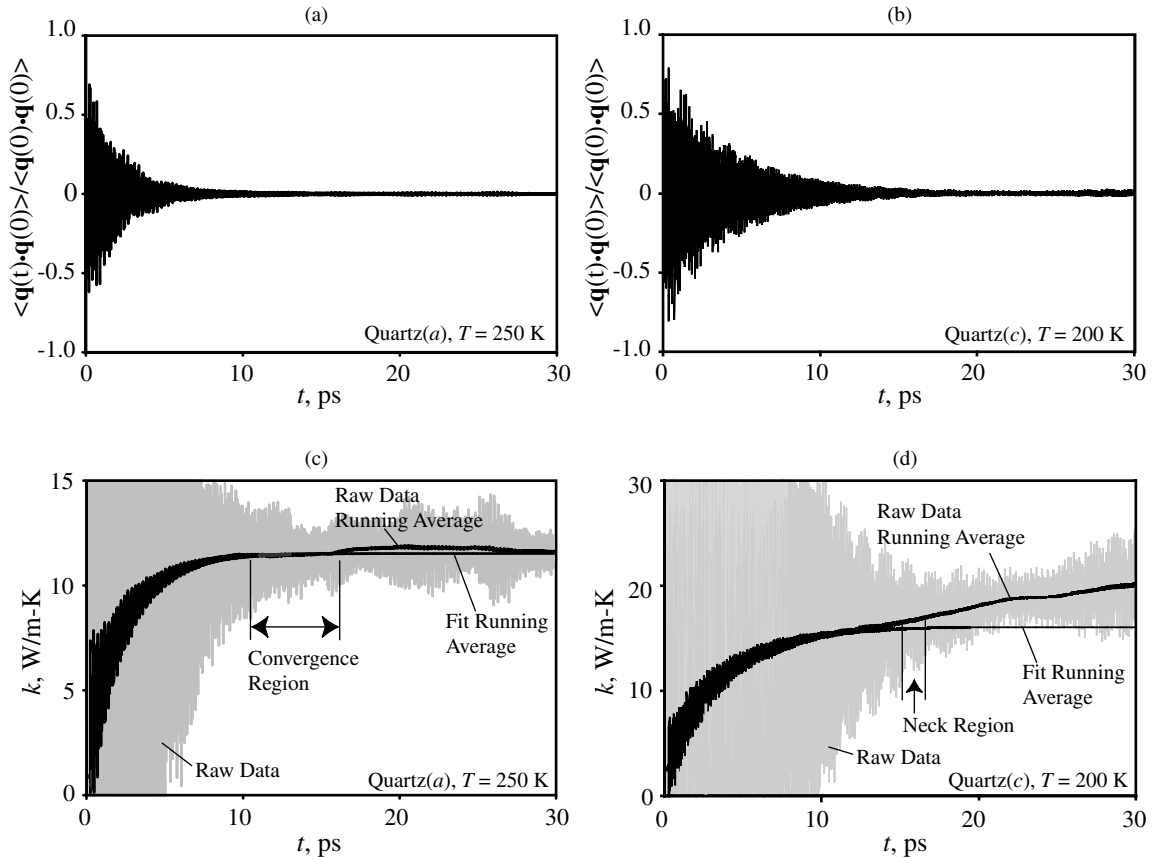 (a)
1.0
0.5
0
-0.5
-1.0
<q(t)•q(0)>/<q(0)•q(0)>
Quartz(a), T = 250 K
0 10 20 30
t, ps
(b)
1.0
0.5
0
-0.5
-1.0
<q(t)•q(0)>/<q(0)•q(0)>
Quartz(c), T = 200 K
0 10 20 30
t, ps
(c)
15
10
5
0
k, W/m-K
Raw Data
Running Average
Fit Running
Average
Convergence
Region
Raw Data
Quartz(a), T = 250 K
0 10 20 30
t, ps
(d)
30
20
10
0
k, W/m-K
Raw Data
Running Average
Fit Running
Average
Neck Region
Raw Data
Quartz(c), T = 200 K
0 10 20 30
t, ps